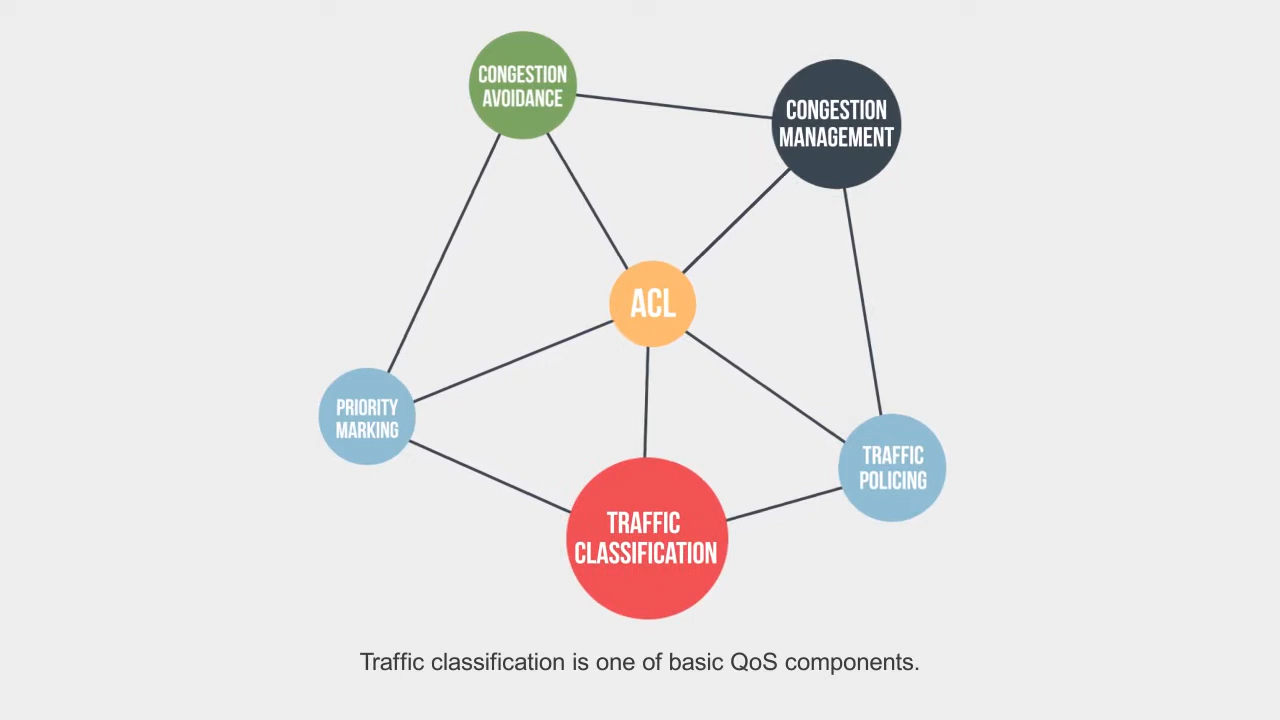 CONGESTION
AVOIDANCE
CONGESTION
MANAGEMENT
ACL
PRIORITY
MARKING
TRAFFIC
POLICING
TRAFFIC
CLASSIFICATION
Traffic classification is one of basic QoS components.